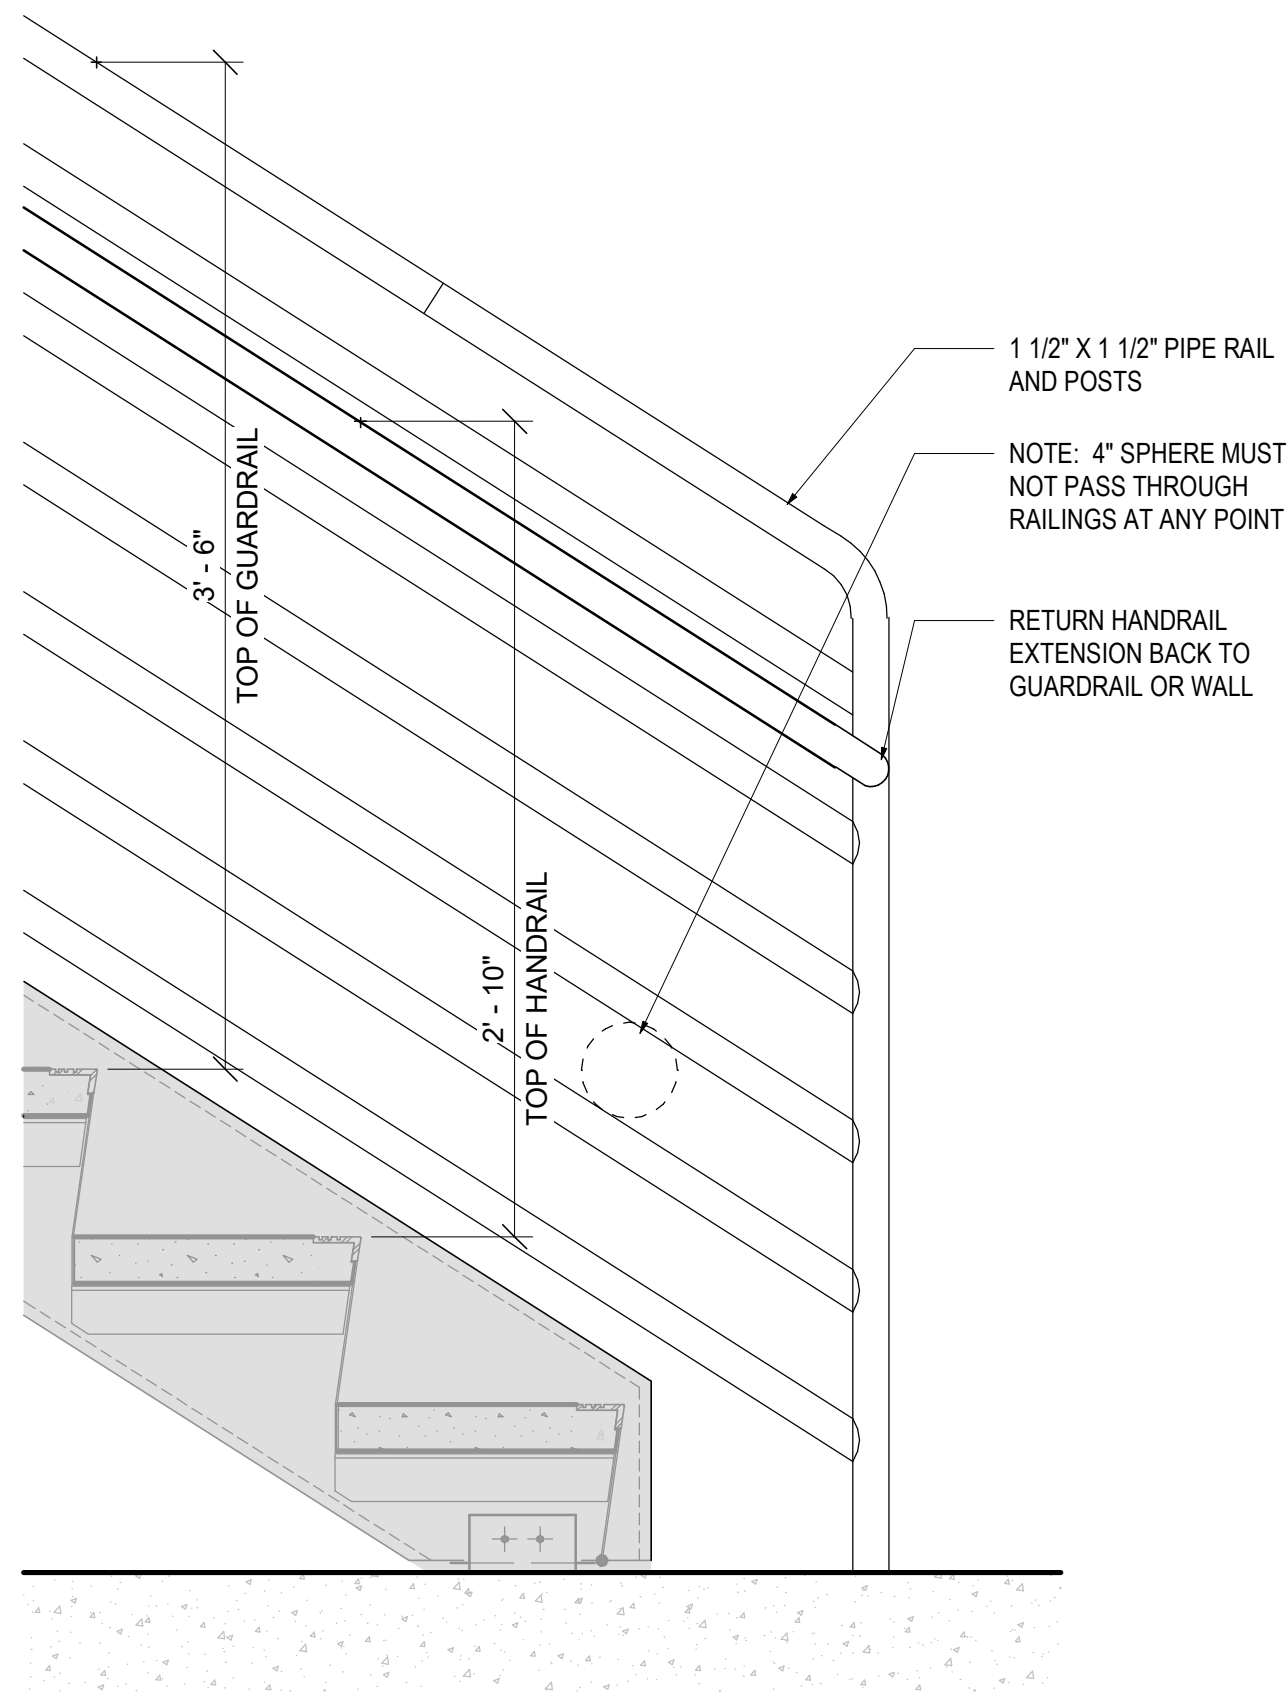 1 1/2" X 1 1/2" PIPE RAIL
AND POSTS
NOTE: 4" SPHERE MUST
NOT PASS THROUGH
RAILINGS AT ANY POINT
RETURN HANDRAIL
EXTENSION BACK TO
GUARDRAIL OR WALL
3' - 6"
TOP OF GUARDRAIL
2' - 10"
TOP OF HANDRAIL